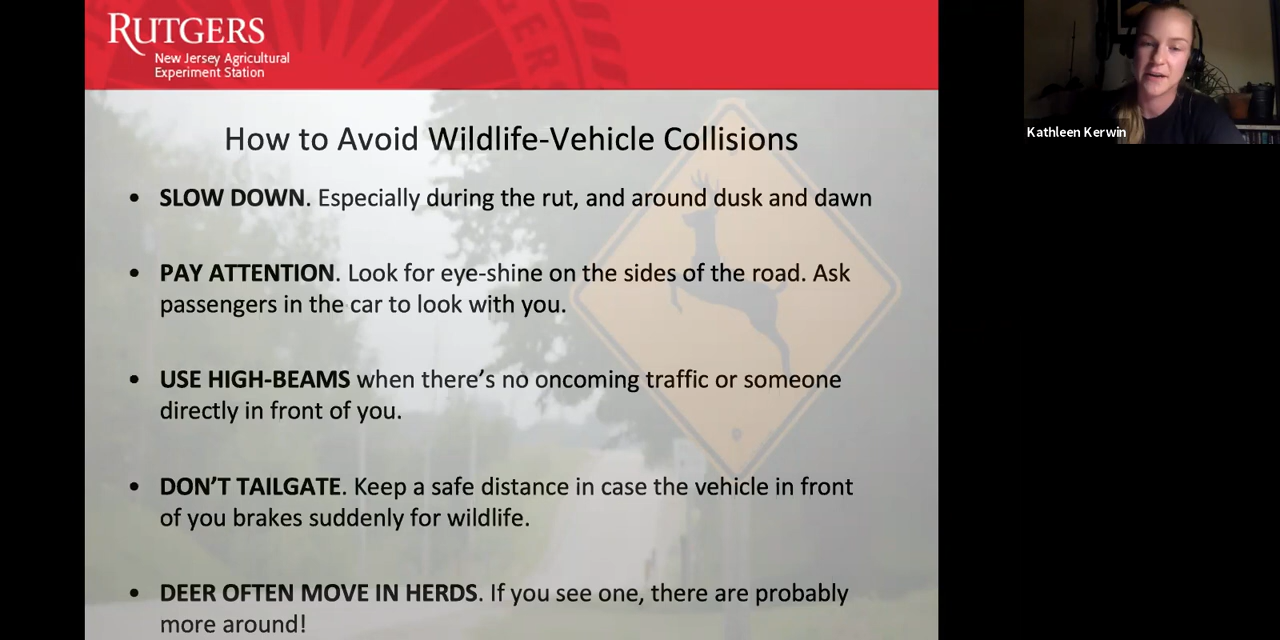 RUTGERS
New Jersey Agricultural
Experiment Station
How to Avoid Wildlife-Vehicle Collisions
• SLOW DOWN. Especially during the rut, and around dusk and dawn
• PAY ATTENTION. Look for eye-shine on the sides of the road. Ask
passengers in the car to look with you.
• USE HIGH-BEAMS when there's no oncoming traffic or someone
directly in front of you.
• DON'T TAILGATE. Keep a safe distance in case the vehicle in front
of you brakes suddenly for wildlife.
• DEER OFTEN MOVE IN HERDS. If you see one, there are probably
more around!
Kathleen Kerwin